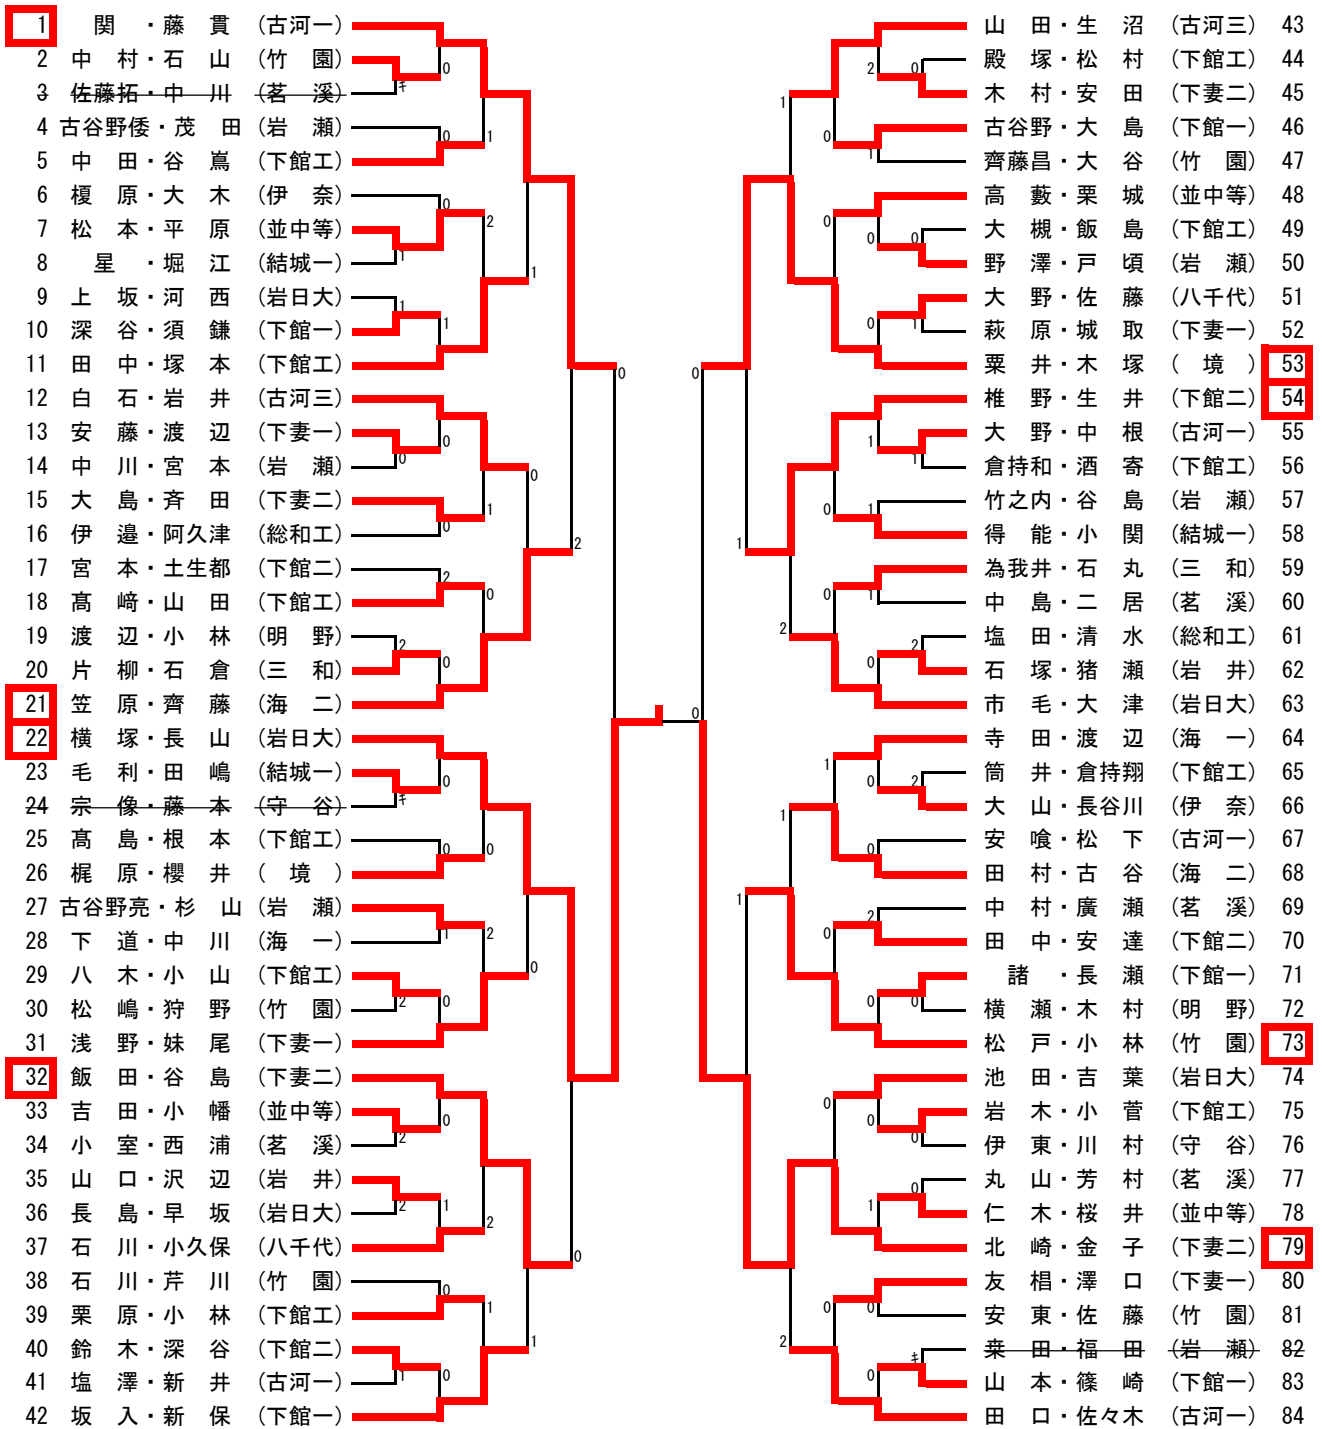 1 関 ・藤 貫 (古河一)
2 中 村・石 山 (竹 園)
3 佐藤拓・中 川 (茗 溪)
4 古谷野倭・茂 田 (岩 瀬)
5 中 田・谷 嶌 (下館工)
6 榎 原・大 木 (伊 奈)
7 松 本・平 原 (並中等)
8 星 ・堀 江 (結城一)
9 上 坂・河 西 (岩日大)
10 深 谷・須 鎌 (下館一)
11 田 中・塚 本 (下館工)
12 白 石・岩 井 (古河三)
13 安 藤・渡 辺 (下妻一)
14 中 川・宮 本 (岩 瀬)
15 大 島・斉 田 (下妻二)
16 伊 邉・阿久津 (総和工)
17 宮 本・土生都 (下館二)
18 髙 﨑・山 田 (下館工)
19 渡 辺・小 林 (明 野)
20 片 柳・石 倉 (三 和)
21 笠 原・齊 藤 (海 二)
22 横 塚・長 山 (岩日大)
23 毛 利・田 嶋 (結城一)
24 宗 像・藤 本 (守 谷)
25 髙 島・根 本 (下館工)
26 梶 原・櫻 井 ( 境 )
27 古谷野亮・杉 山 (岩 瀬)
28 下 道・中 川 (海 一)
29 八 木・小 山 (下館工)
30 松 嶋・狩 野 (竹 園)
31 浅 野・妹 尾 (下妻一)
32 飯 田・谷 島 (下妻二)
33 吉 田・小 幡 (並中等)
34 小 室・西 浦 (茗 溪)
35 山 口・沢 辺 (岩 井)
36 長 島・早 坂 (岩日大)
37 石 川・小久保 (八千代)
38 石 川・芹 川 (竹 園)
39 栗 原・小 林 (下館工)
40 鈴 木・深 谷 (下館二)
41 塩 澤・新 井 (古河一)
42 坂 入・新 保 (下館一)
山 田・生 沼 (古河三) 43
殿 塚・松 村 (下館工) 44
木 村・安 田 (下妻二) 45
古谷野・大 島 (下館一) 46
齊藤昌・大 谷 (竹 園) 47
高 藪・栗 城 (並中等) 48
大 槻・飯 島 (下館工) 49
野 澤・戸 頃 (岩 瀬) 50
大 野・佐 藤 (八千代) 51
萩 原・城 取 (下妻一) 52
粟 井・木 塚 ( 境 ) 53
椎 野・生 井 (下館二) 54
大 野・中 根 (古河一) 55
倉持和・酒 寄 (下館工) 56
竹之内・谷 島 (岩 瀬) 57
得 能・小 関 (結城一) 58
為我井・石 丸 (三 和) 59
中 島・二 居 (茗 溪) 60
塩 田・清 水 (総和工) 61
石 塚・猪 瀬 (岩 井) 62
市 毛・大 津 (岩日大) 63
寺 田・渡 辺 (海 一) 64
筒 井・倉持翔 (下館工) 65
大 山・長谷川 (伊 奈) 66
安 喰・松 下 (古河一) 67
田 村・古 谷 (海 二) 68
中 村・廣 瀬 (茗 溪) 69
田 中・安 達 (下館二) 70
諸 ・長 瀬 (下館一) 71
横 瀬・木 村 (明 野) 72
松 戸・小 林 (竹 園) 73
池 田・吉 葉 (岩日大) 74
岩 木・小 菅 (下館工) 75
伊 東・川 村 (守 谷) 76
丸 山・芳 村 (茗 溪) 77
仁 木・桜 井 (並中等) 78
北 崎・金 子 (下妻二) 79
友 椙・澤 口 (下妻一) 80
安 東・佐 藤 (竹 園) 81
田・福 田 (岩 瀬) 82
山 本・篠 崎 (下館一) 83
田 口・佐々木 (古河一) 84